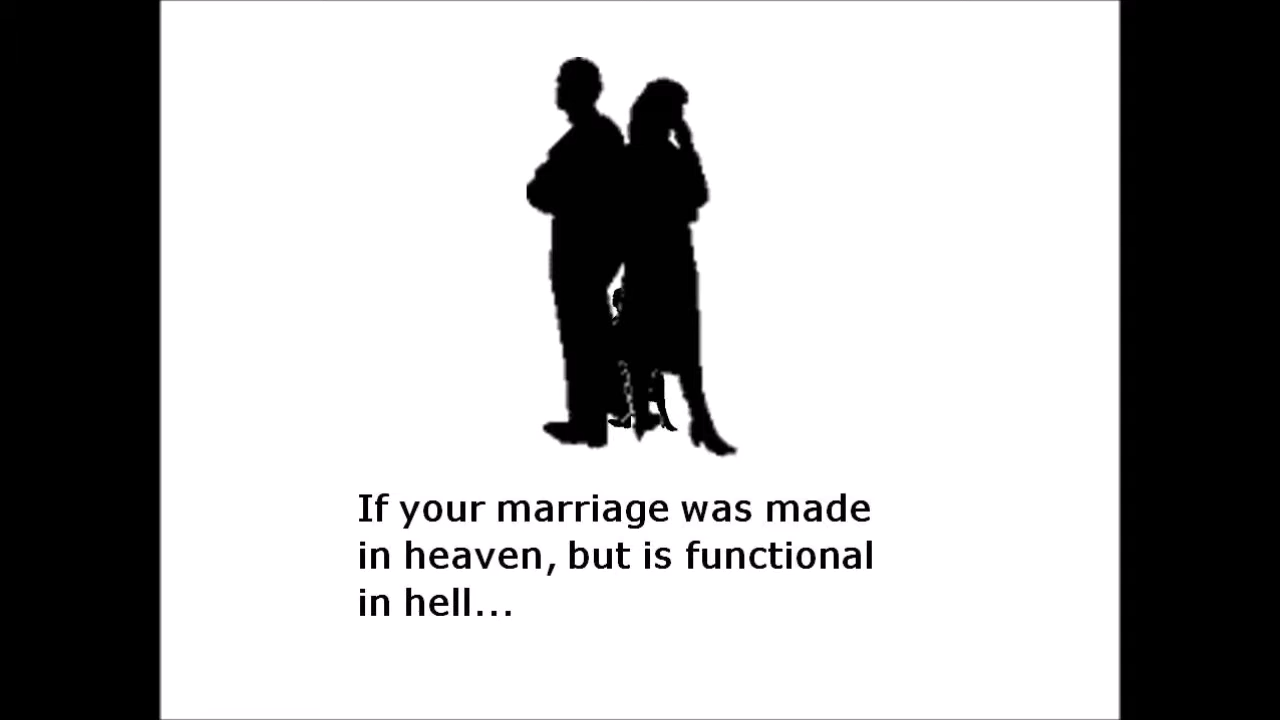 If your marriage was made
in heaven, but is functional
in hell...